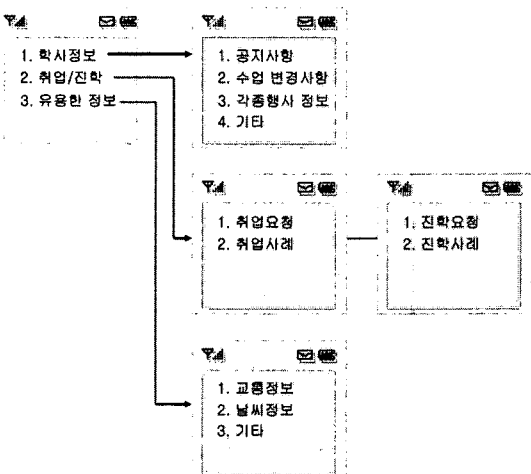 1. 학사정보
2. 취업/진학
3. 유용한 정보
1. 공지사항
2. 수업 변경사항
3. 각종행사 정보
4. 기타
1. 취업요청
2. 취업사례
1. 진학요청
2. 진학사례
1. 교통정보
2. 날씨정보
3. 기타